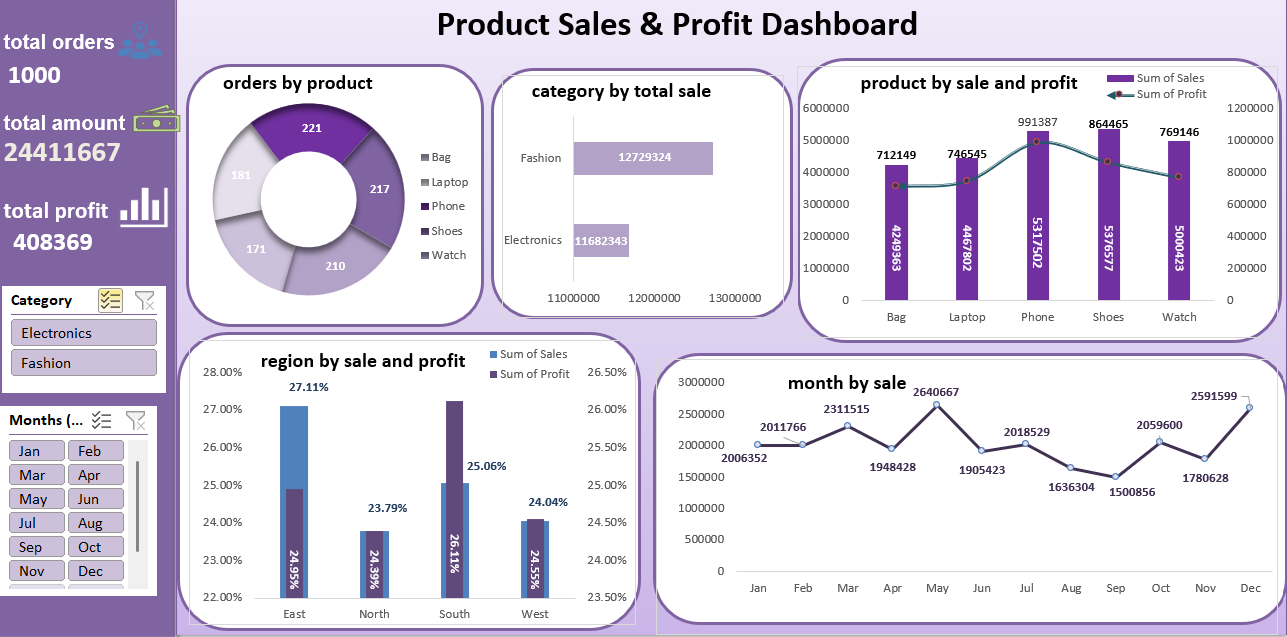 Product Sales & Profit Dashboard
total orders
1000
total amount
24411667
total profit
408369
Category
Electronics
Fashion
Months (...
Jan Feb
Mar Apr
May Jun
Jul Aug
Sep Oct
Nov Dec
orders by product
221
217
210
171
181
Bag
Laptop
Phone
Shoes
Watch
category by total sale
Fashion 12729324
Electronics 11682343
11000000 12000000 13000000
product by sale and profit
Sum of Sales
Sum of Profit
6000000 1200000
5000000 1000000
4000000 800000
3000000 600000
2000000 400000
1000000 200000
0 0
712149 746545 991387 864465 769146
4249363 4467802 5317502 5376577 5000423
Bag Laptop Phone Shoes Watch
region by sale and profit
Sum of Sales
Sum of Profit
28.00% 26.50%
27.00% 26.00%
26.00% 25.50%
25.00% 25.00%
24.00% 24.50%
23.00% 24.00%
22.00% 23.50%
27.11% 23.79% 25.06% 24.04%
24.95% 24.39% 26.11% 24.55%
East North South West
month by sale
3000000
2500000
2000000
1500000
1000000
500000
0
2006352 2011766 2311515 1948428 2640667 1905423 2018529 1636304 1500856 2059600 1780628 2591599
Jan Feb Mar Apr May Jun Jul Aug Sep Oct Nov Dec